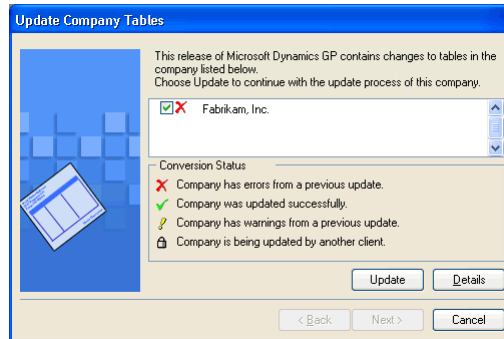 Update Company Tables
This release of Microsoft Dynamics GP contains changes to tables in the
company listed below.
Choose Update to continue with the update process of this company.
Fabrikam, Inc.
Conversion Status
Company has errors from a previous update.
Company was updated successfully.
Company has warnings from a previous update.
Company is being updated by another client.
Update Details
< Back Next > Cancel